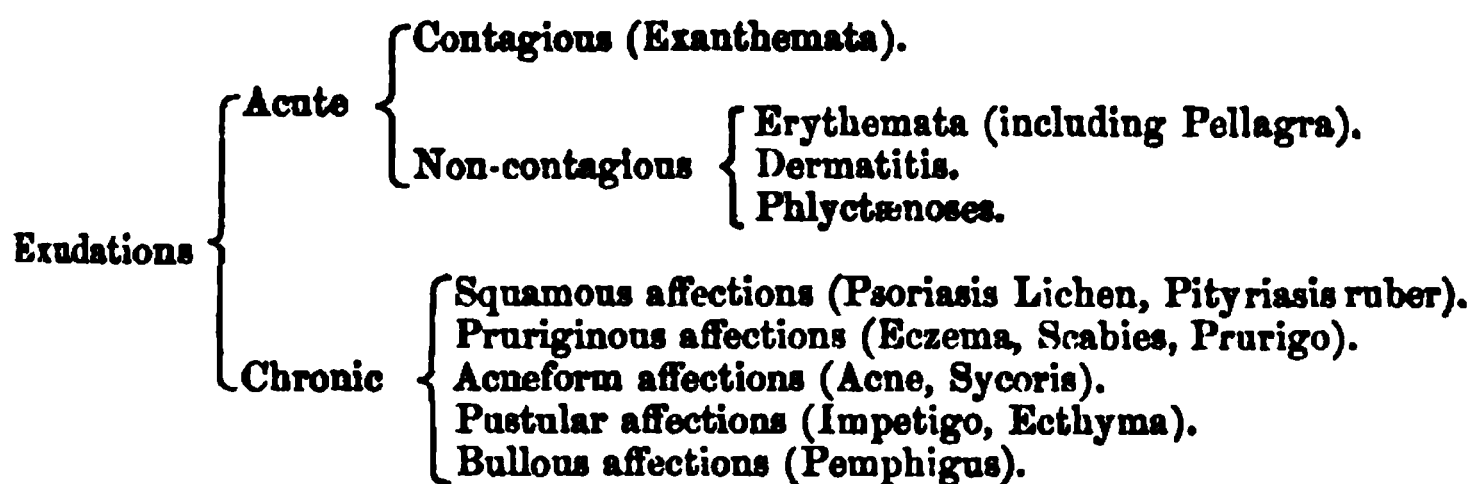 Contagious (Exanthemata).
Acute
Erythemata (including Pellagra).
Non-contagious
Dermatitis.
Phlyctænoses.
Exudations
Squamous affections (Psoriasis Lichen, Pityriasis ruber).
Pruriginous affections (Eczema, Scabies, Prurigo).
Chronic
Acneform affections (Acne, Sycoris).
Pustular affections (Impetigo, Ecthyma).
Bullous affections (Pemphigus).